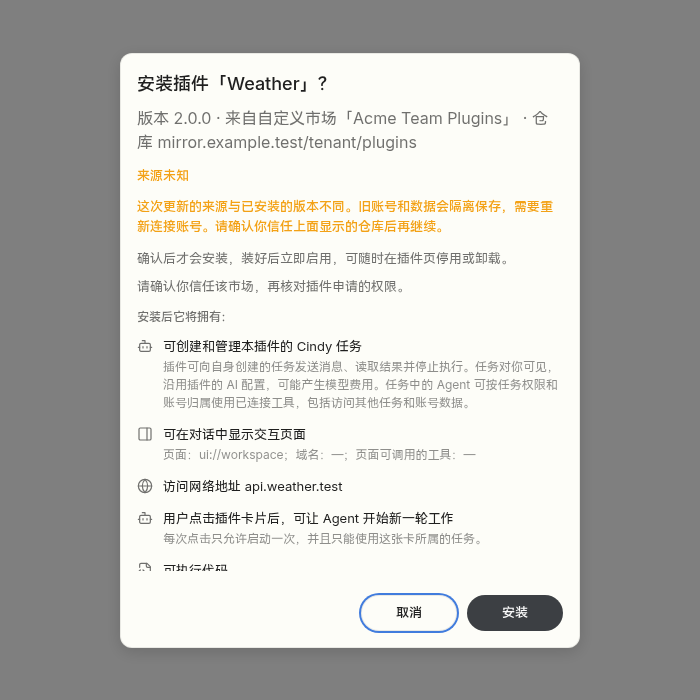 安装插件「Weather」?
版本 2.0.0 · 来自自定义市场「Acme Team Plugins」 · 仓
库 mirror.example.test/tenant/plugins
来源未知
这次更新的来源与已安装的版本不同。旧账号和数据会隔离保存，需要重
新连接账号。请确认你信任上面显示的仓库后再继续。
确认后才会安装，装好后立即启用，可随时在插件页停用或卸载。
请确认你信任该市场，再核对插件申请的权限。
安装后它将拥有：
可创建和管理本插件的 Cindy 任务
插件可向自身创建的任务发送消息、读取结果并停止执行。任务对你可见，
沿用插件的 AI 配置，可能产生模型费用。任务中的 Agent 可按任务权限和
账号归属使用已连接工具，包括访问其他任务和账号数据。
可在对话中显示交互页面
页面：ui://workspace；域名：—；页面可调用的工具：—
访问网络地址 api.weather.test
用户点击插件卡片后，可让 Agent 开始新一轮工作
每次点击只允许启动一次，并且只能使用这张卡所属的任务。
可执行代码
取消
安装